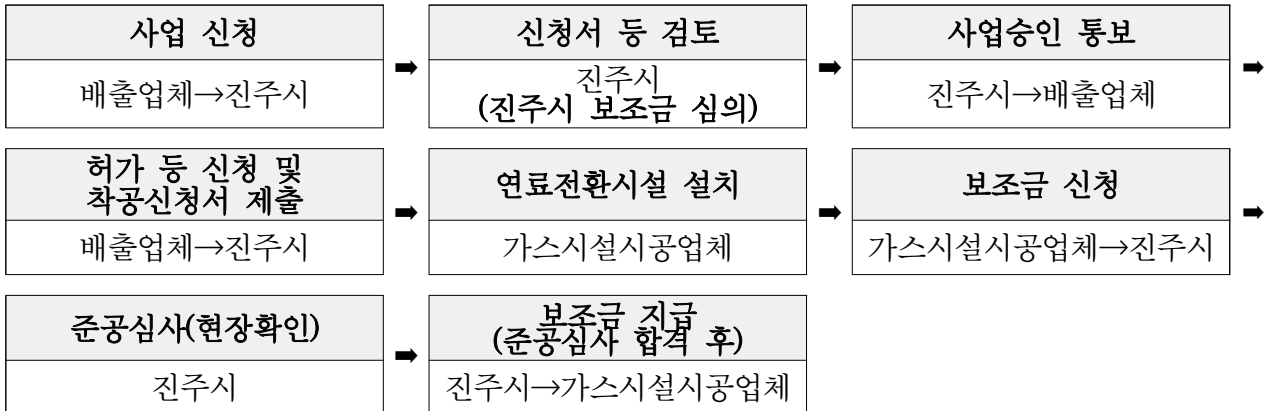 사업 신청
배출업체→진주시
➡
신청서 등 검토
진주시
(진주시 보조금 심의)
➡
사업승인 통보
진주시→배출업체
➡
허가 등 신청 및
착공신청서 제출
배출업체→진주시
➡
연료전환시설 설치
가스시설시공업체
➡
보조금 신청
가스시설시공업체→진주시
➡
준공심사(현장확인)
진주시
➡
보조금 지급
(준공심사 합격 후)
진주시→가스시설시공업체